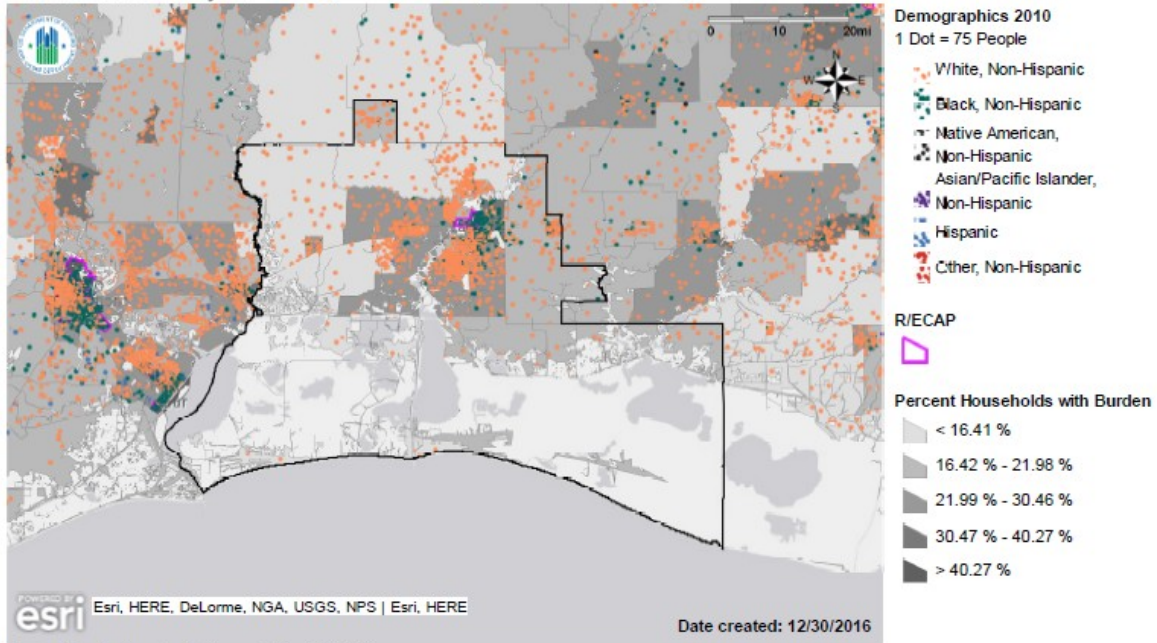 0 10 20mi
N
W E
S
Esri, HERE, DeLorme, NGA, USGS, NPS | Esri, HERE
POWERED BY
esri
Date created: 12/30/2016
Demographics 2010
1 Dot = 75 People
White, Non-Hispanic
Black, Non-Hispanic
Native American,
Non-Hispanic
Asian/Pacific Islander,
Non-Hispanic
Hispanic
Other, Non-Hispanic
R/ECAP
Percent Households with Burden
< 16.41 %
16.42 % - 21.98 %
21.99 % - 30.46 %
30.47 % - 40.27 %
> 40.27 %